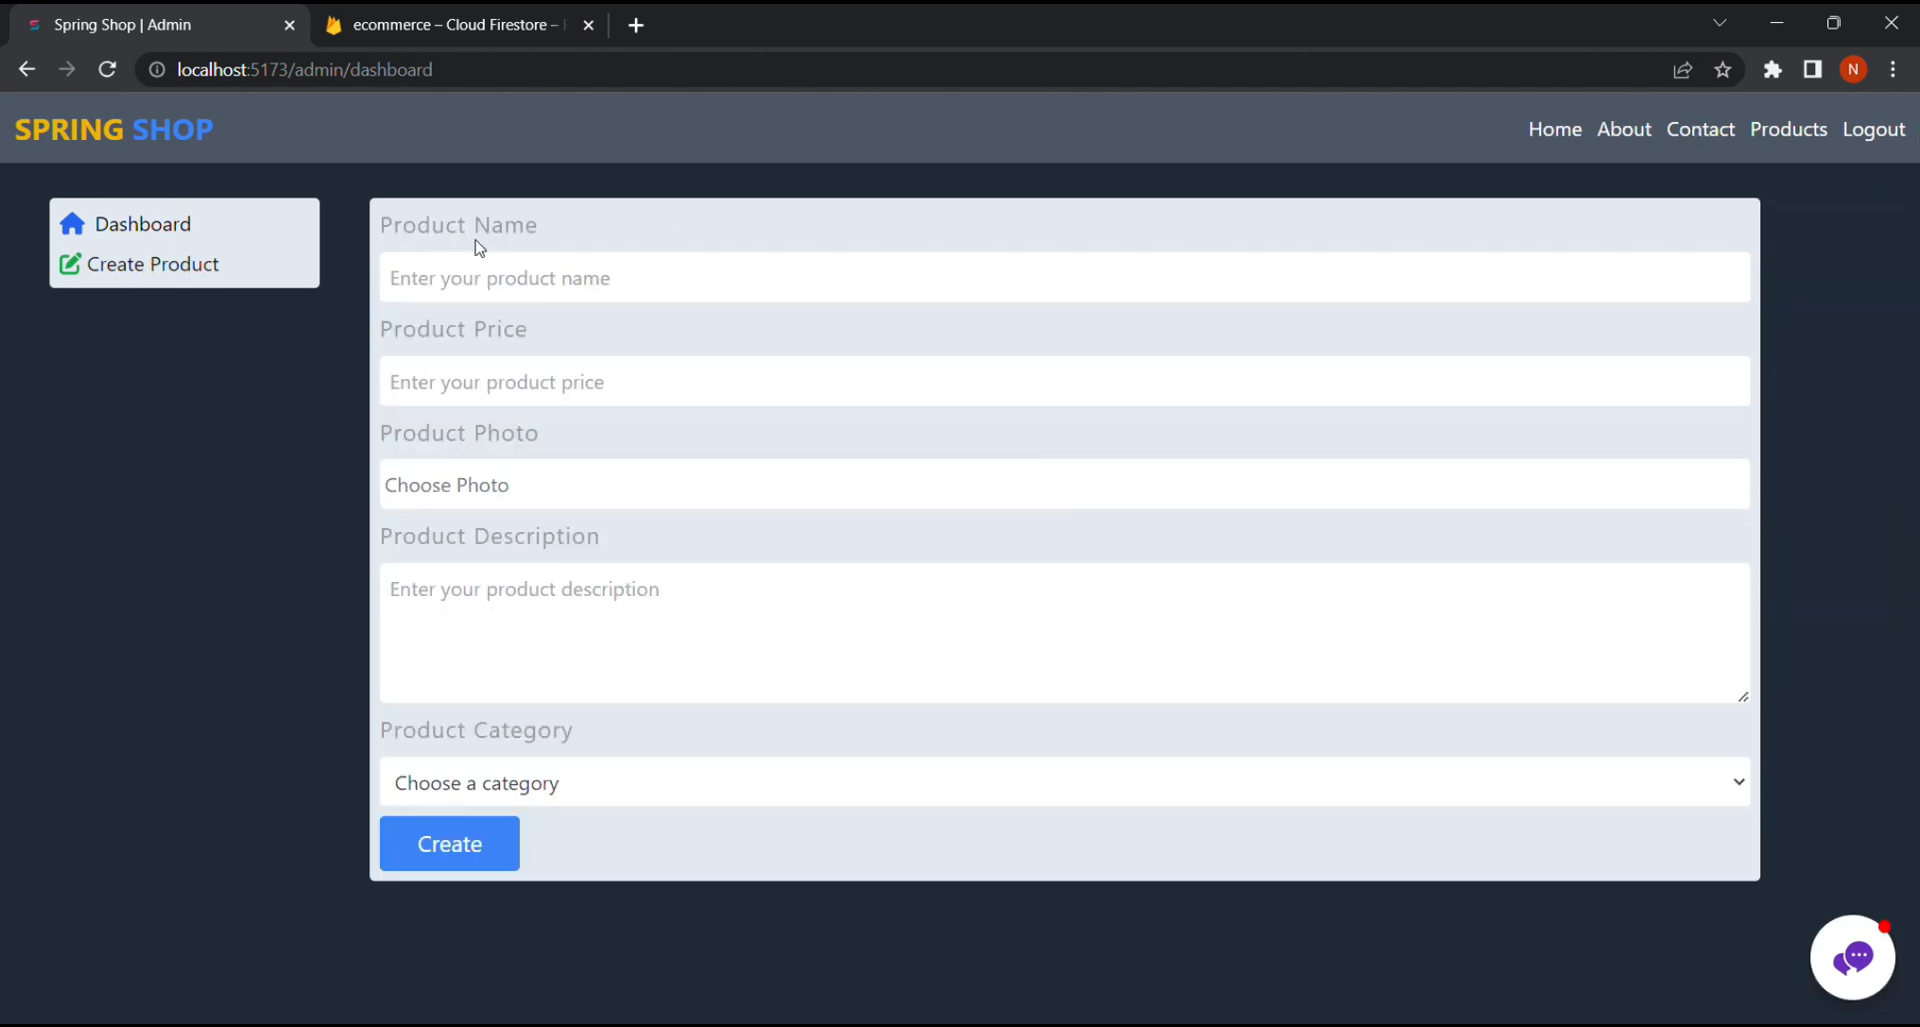 Spring Shop | Admin
ecommerce – Cloud Firestore –
localhost:5173/admin/dashboard
N
SPRING SHOP
Home About Contact Products Logout
Dashboard
Create Product
Product Name
Enter your product name
Product Price
Enter your product price
Product Photo
Choose Photo
Product Description
Enter your product description
Product Category
Choose a category
Create